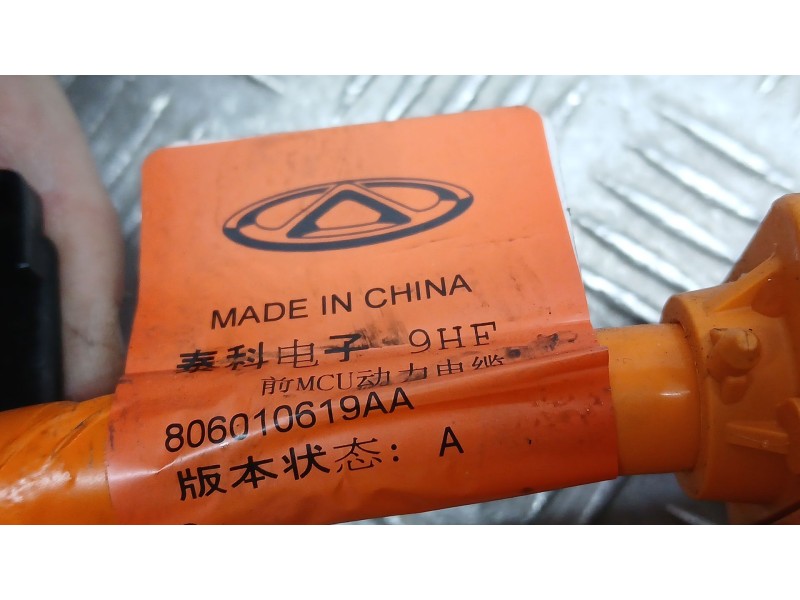 MADE IN CHINA
泰科电子 9HF
前MCU动力电缆
806010619AA
版本状态: A